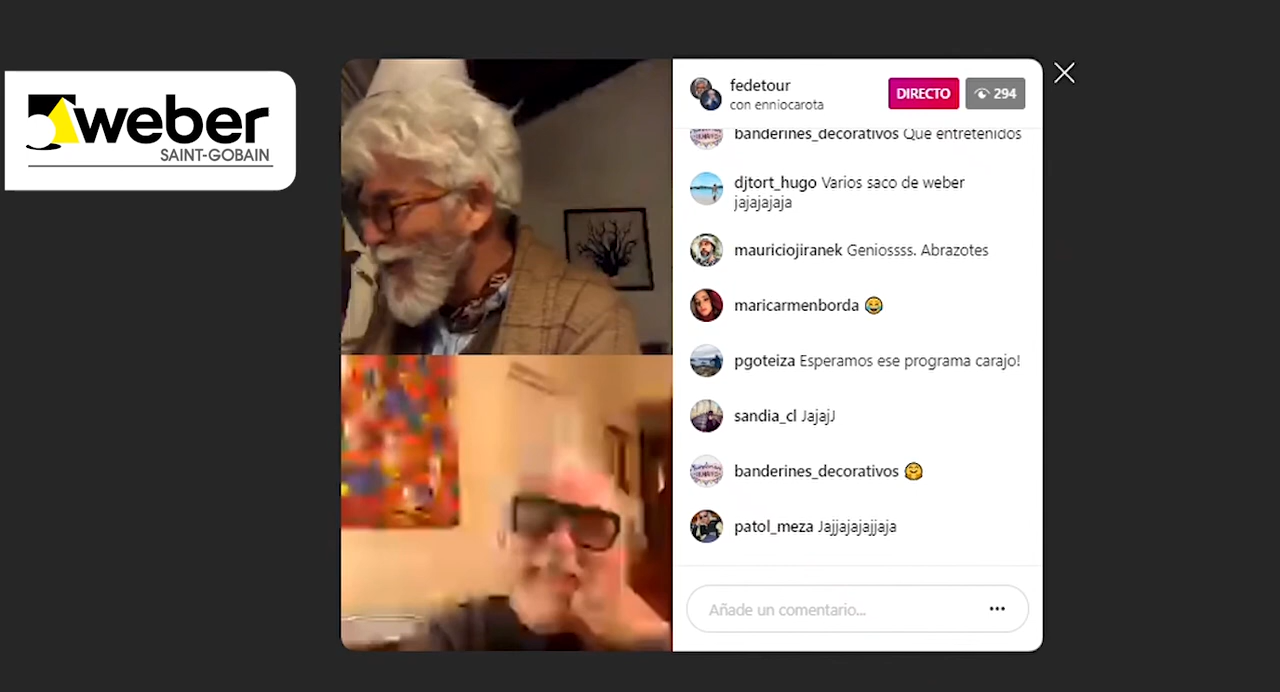 weber
SAINT-GOBAIN
fedetour
con enniocarota
DIRECTO
294
banderines_decorativos Que entretenidos
djtort_hugo Varios saco de weber
jajajajaja
mauriciojiranek Geniossss. Abrazotes
maricarmenborda 😂
pgoteiza Esperamos ese programa carajo!
sandia_cl JajajJ
banderines_decorativos 🤗
patol_meza Jajjajajajjaja
Añade un comentario...